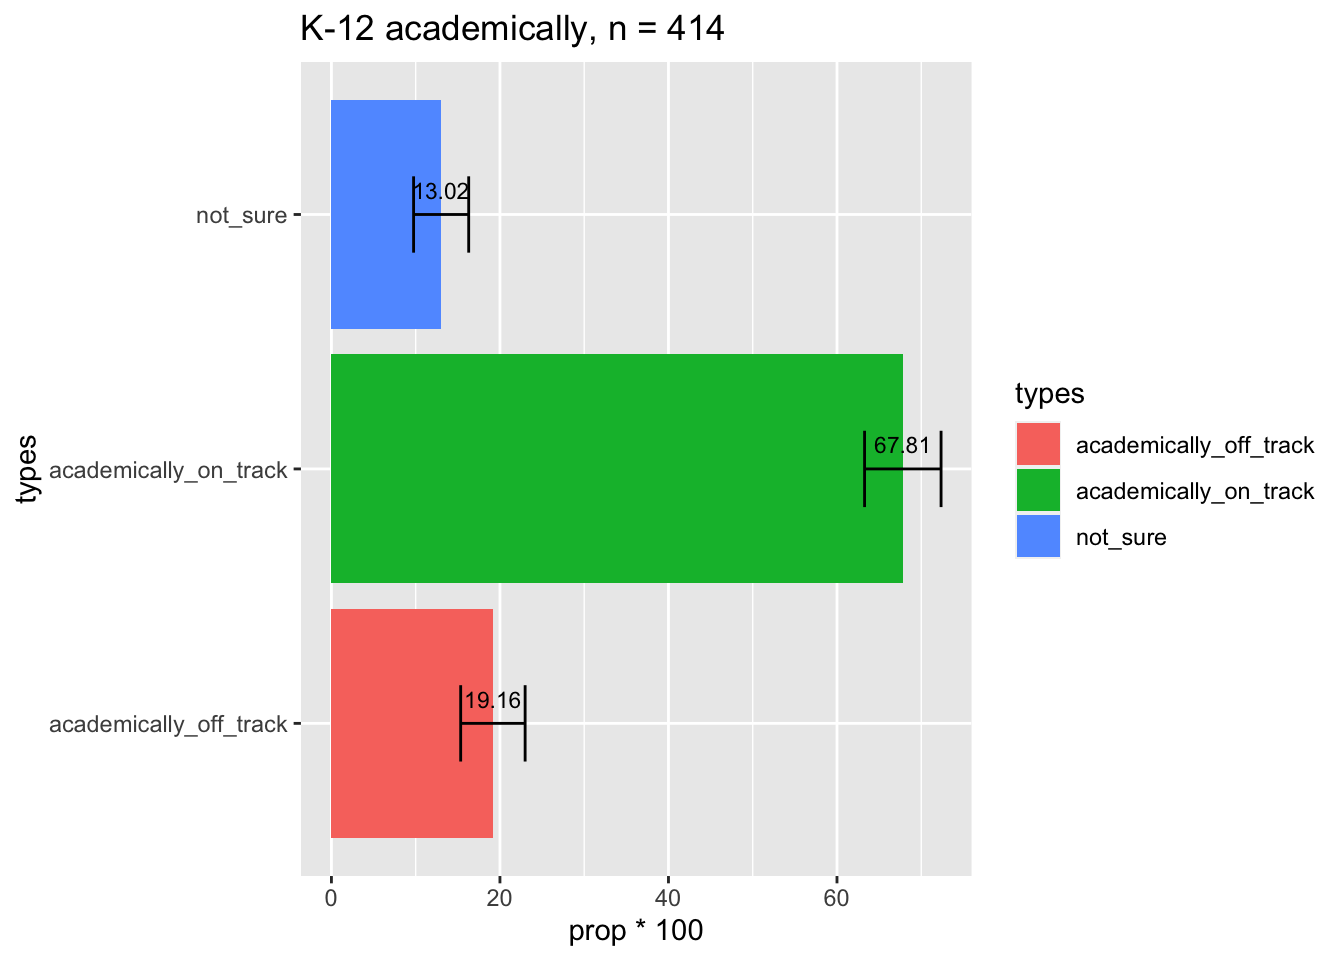 K-12 academically, n = 414
not_sure
13.02
academically_on_track
67.81
academically_off_track
19.16
types
0 20 40 60
prop * 100
types
academically_off_track
academically_on_track
not_sure